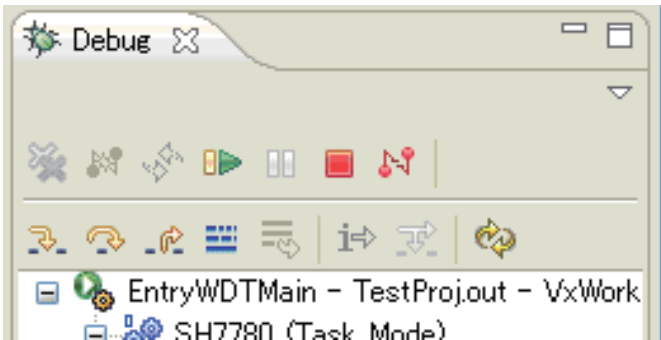 Debug
i
EntryWDTMain - TestProj.out - VxWork
SH7780 (Task Mode)